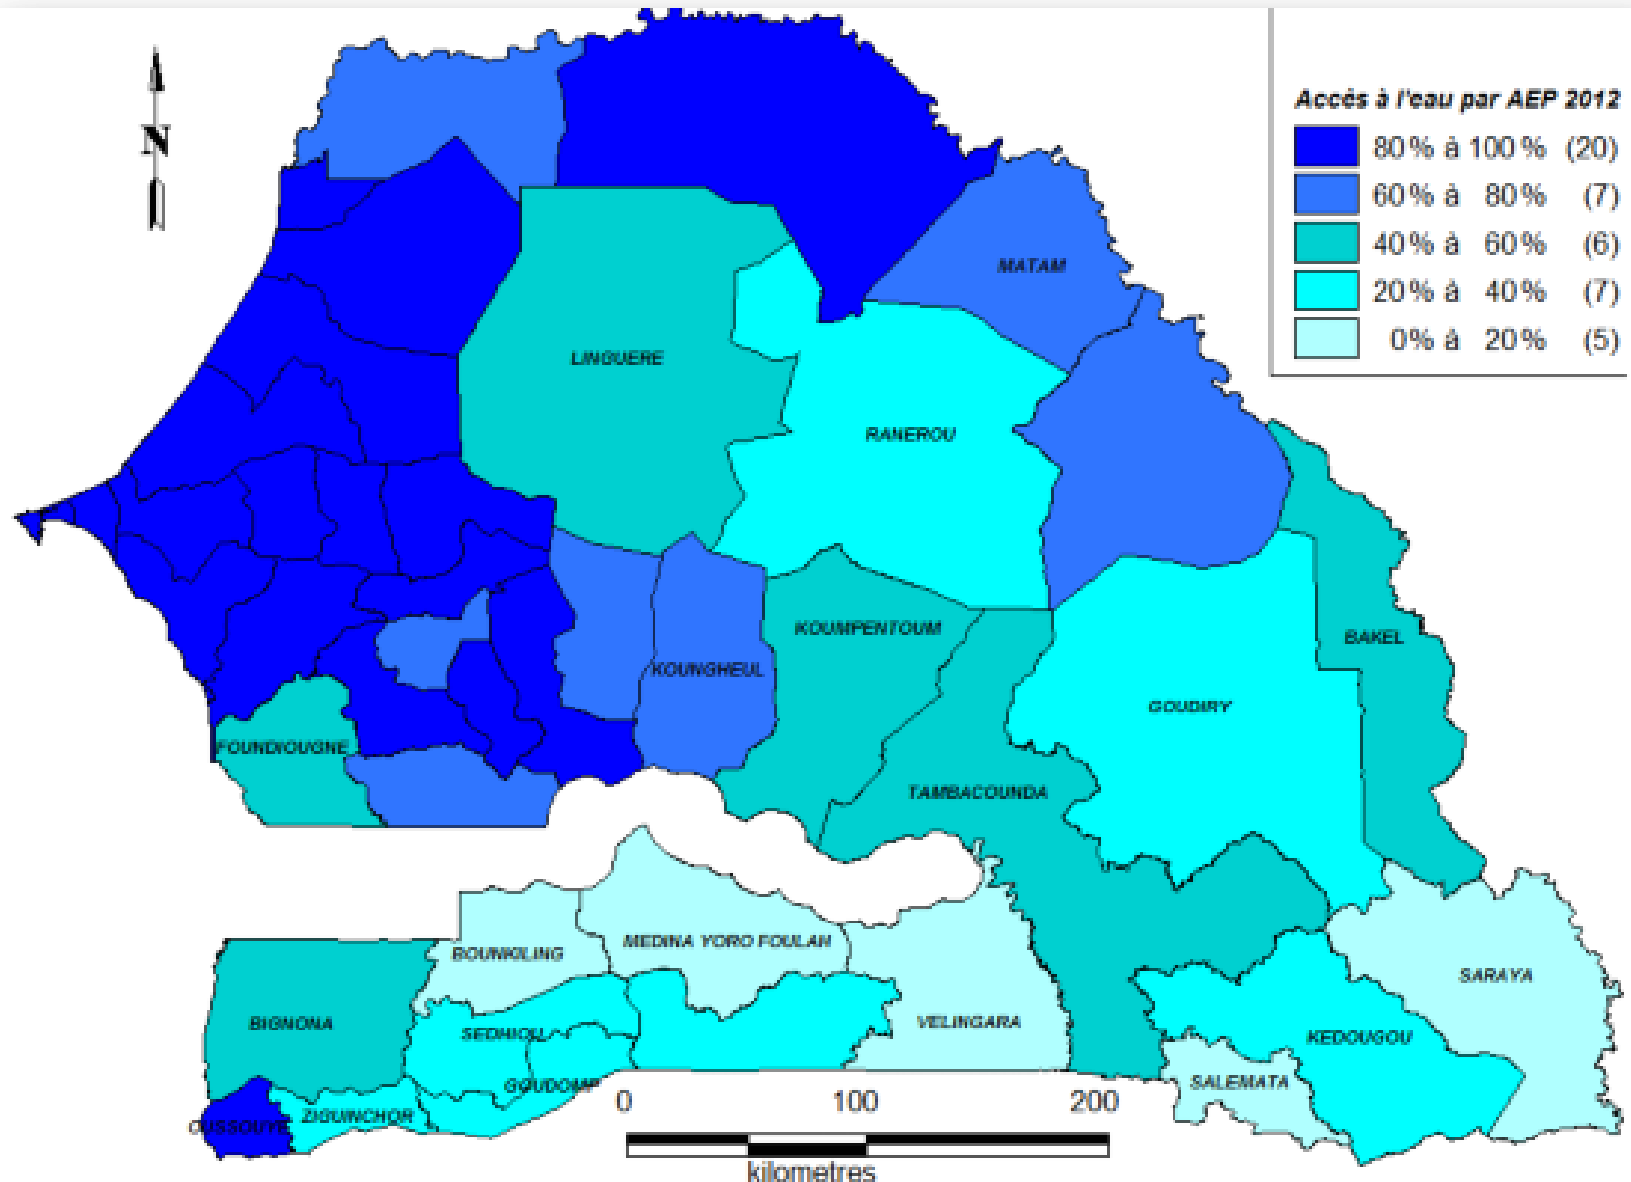 N
Accés à l'eau par AEP 2012
80% à 100% (20)
60% à 80% (7)
40% à 60% (6)
20% à 40% (7)
0% à 20% (5)
MATAM
LINGUERE
RANEROU
KOUMPENTOUM
BAKEL
KOUNGHEUL
GOUDIRY
FOUNDIOUGNE
TAMBACOUNDA
MEDINA YORO FOULAH
BOUNKILING
SARAYA
BIGNONA
SEDHIOU
VELINGARA
KEDOUGOU
GOUDOMP
SALEMATA
ZIGUINCHOR
OUSSOUYE
0 100 200
kilometres